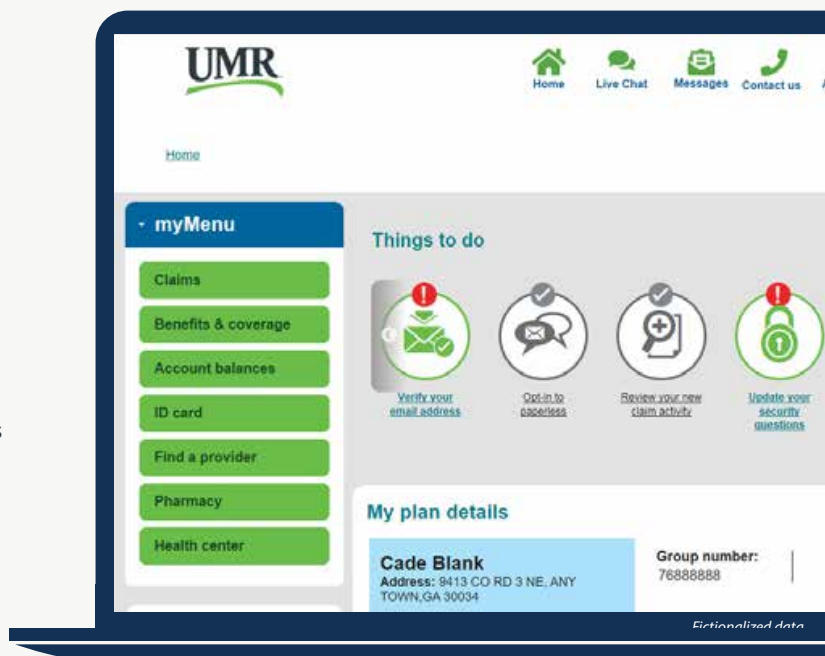 UMR
Home
Live Chat
Messages
Contact us
Home
myMenu
Claims
Benefits & coverage
Account balances
ID card
Find a provider
Pharmacy
Health center
Things to do
Verify your
email address
Opt-in to
paperless
Review your new
claim activity
Update your
security
questions
My plan details
Cade Blank
Address: 9413 CO RD 3 NE, ANY
TOWN,GA 30034
Group number:
76888888
Fictionalized data